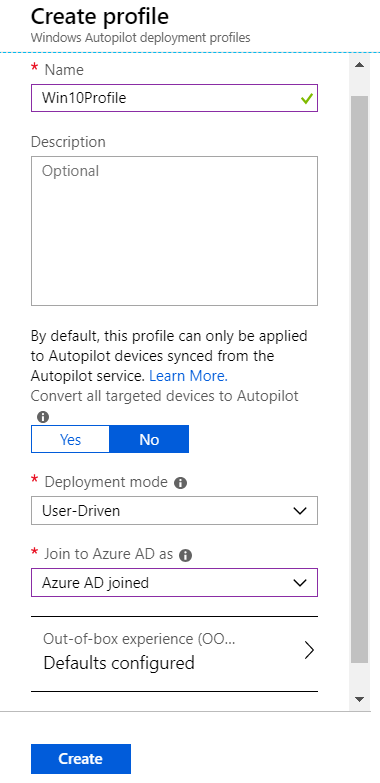 Create profile
Windows Autopilot deployment profiles
* Name
Win10Profile
Description
Optional
By default, this profile can only be applied
to Autopilot devices synced from the
Autopilot service. Learn More.
Convert all targeted devices to Autopilot
Yes No
* Deployment mode
User-Driven
* Join to Azure AD as
Azure AD joined
Out-of-box experience (OO...
Defaults configured
Create